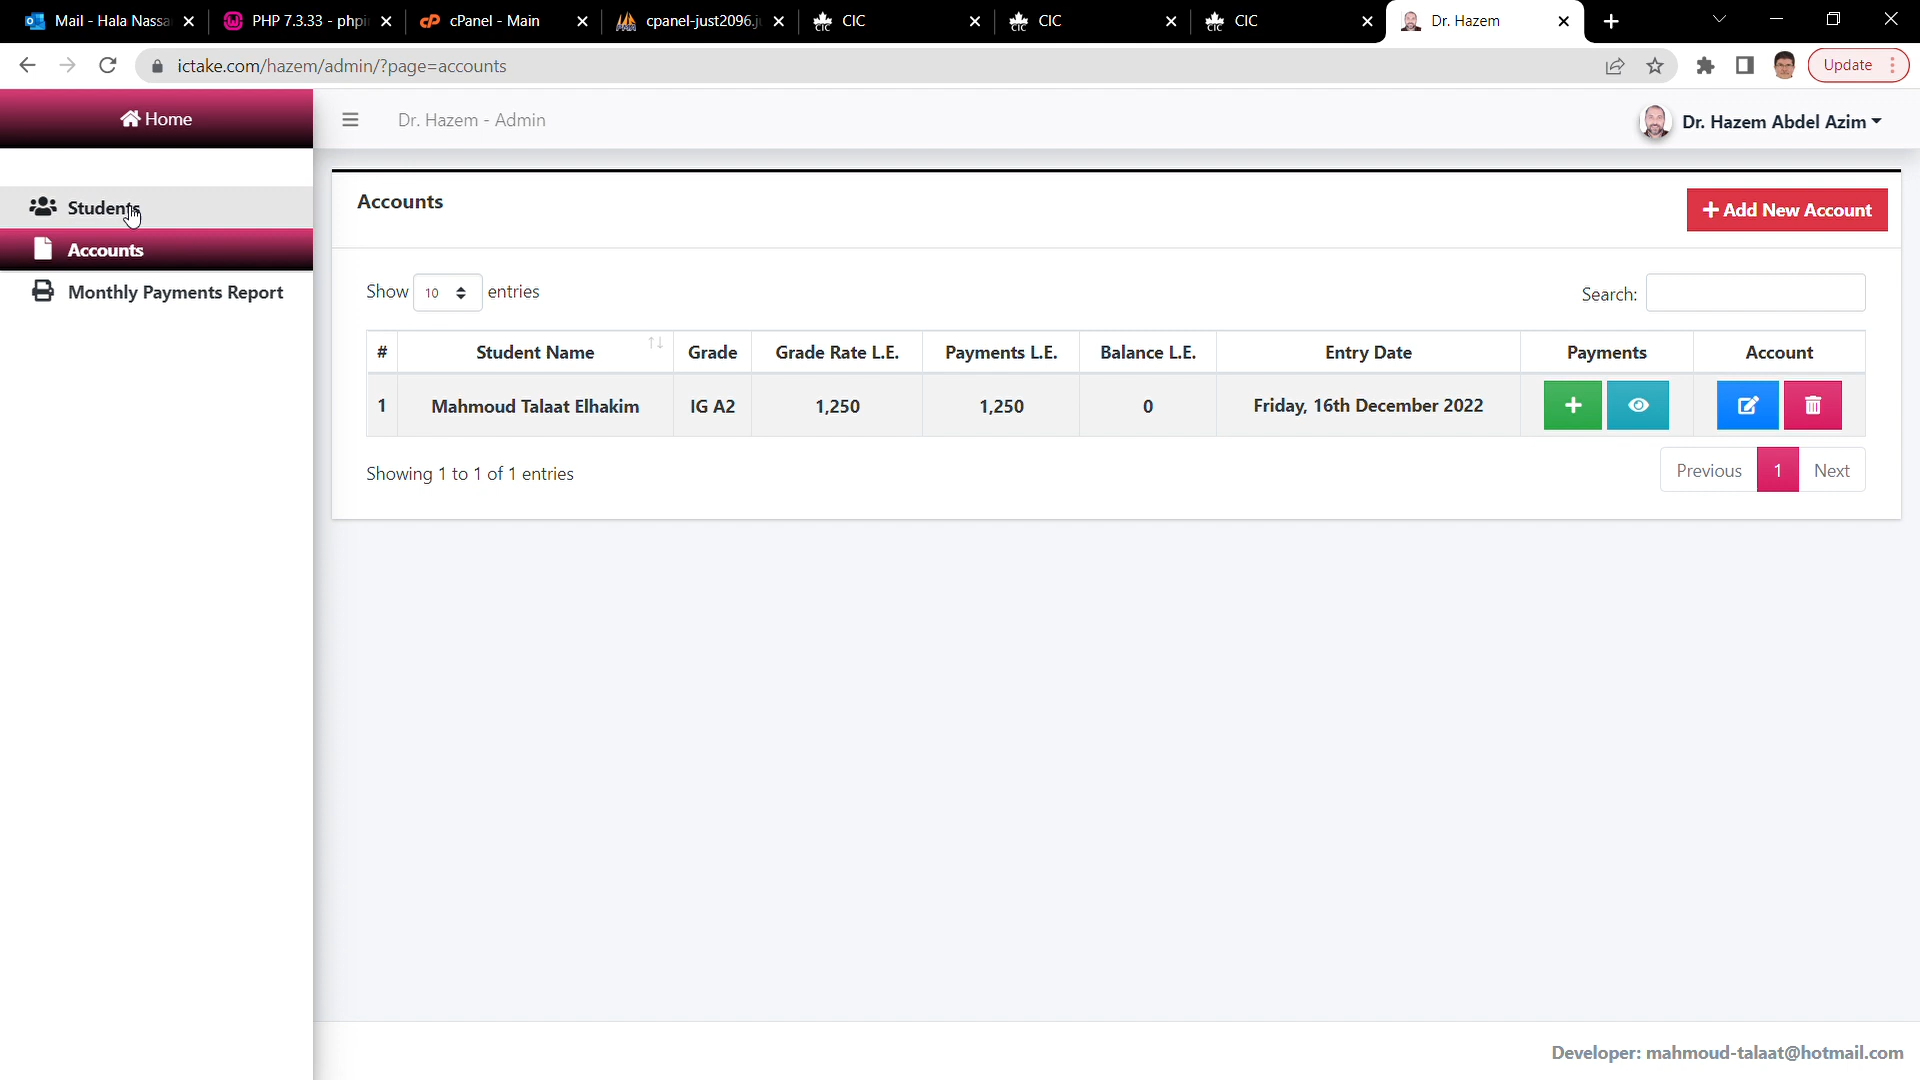 Mail - Hala Nassa
PHP 7.3.33 - phpi
cPanel - Main
cpanel-just2096.j
CIC
CIC
CIC
Dr. Hazem
ictake.com/hazem/admin/?page=accounts
Update
Home
Dr. Hazem - Admin
Dr. Hazem Abdel Azim
Students
Accounts
Monthly Payments Report
Accounts
Add New Account
Show 10 entries
Search:
# Student Name Grade Grade Rate L.E. Payments L.E. Balance L.E. Entry Date Payments Account
1 Mahmoud Talaat Elhakim IG A2 1,250 1,250 0 Friday, 16th December 2022
Showing 1 to 1 of 1 entries
Previous 1 Next
Developer: mahmoud-talaat@hotmail.com